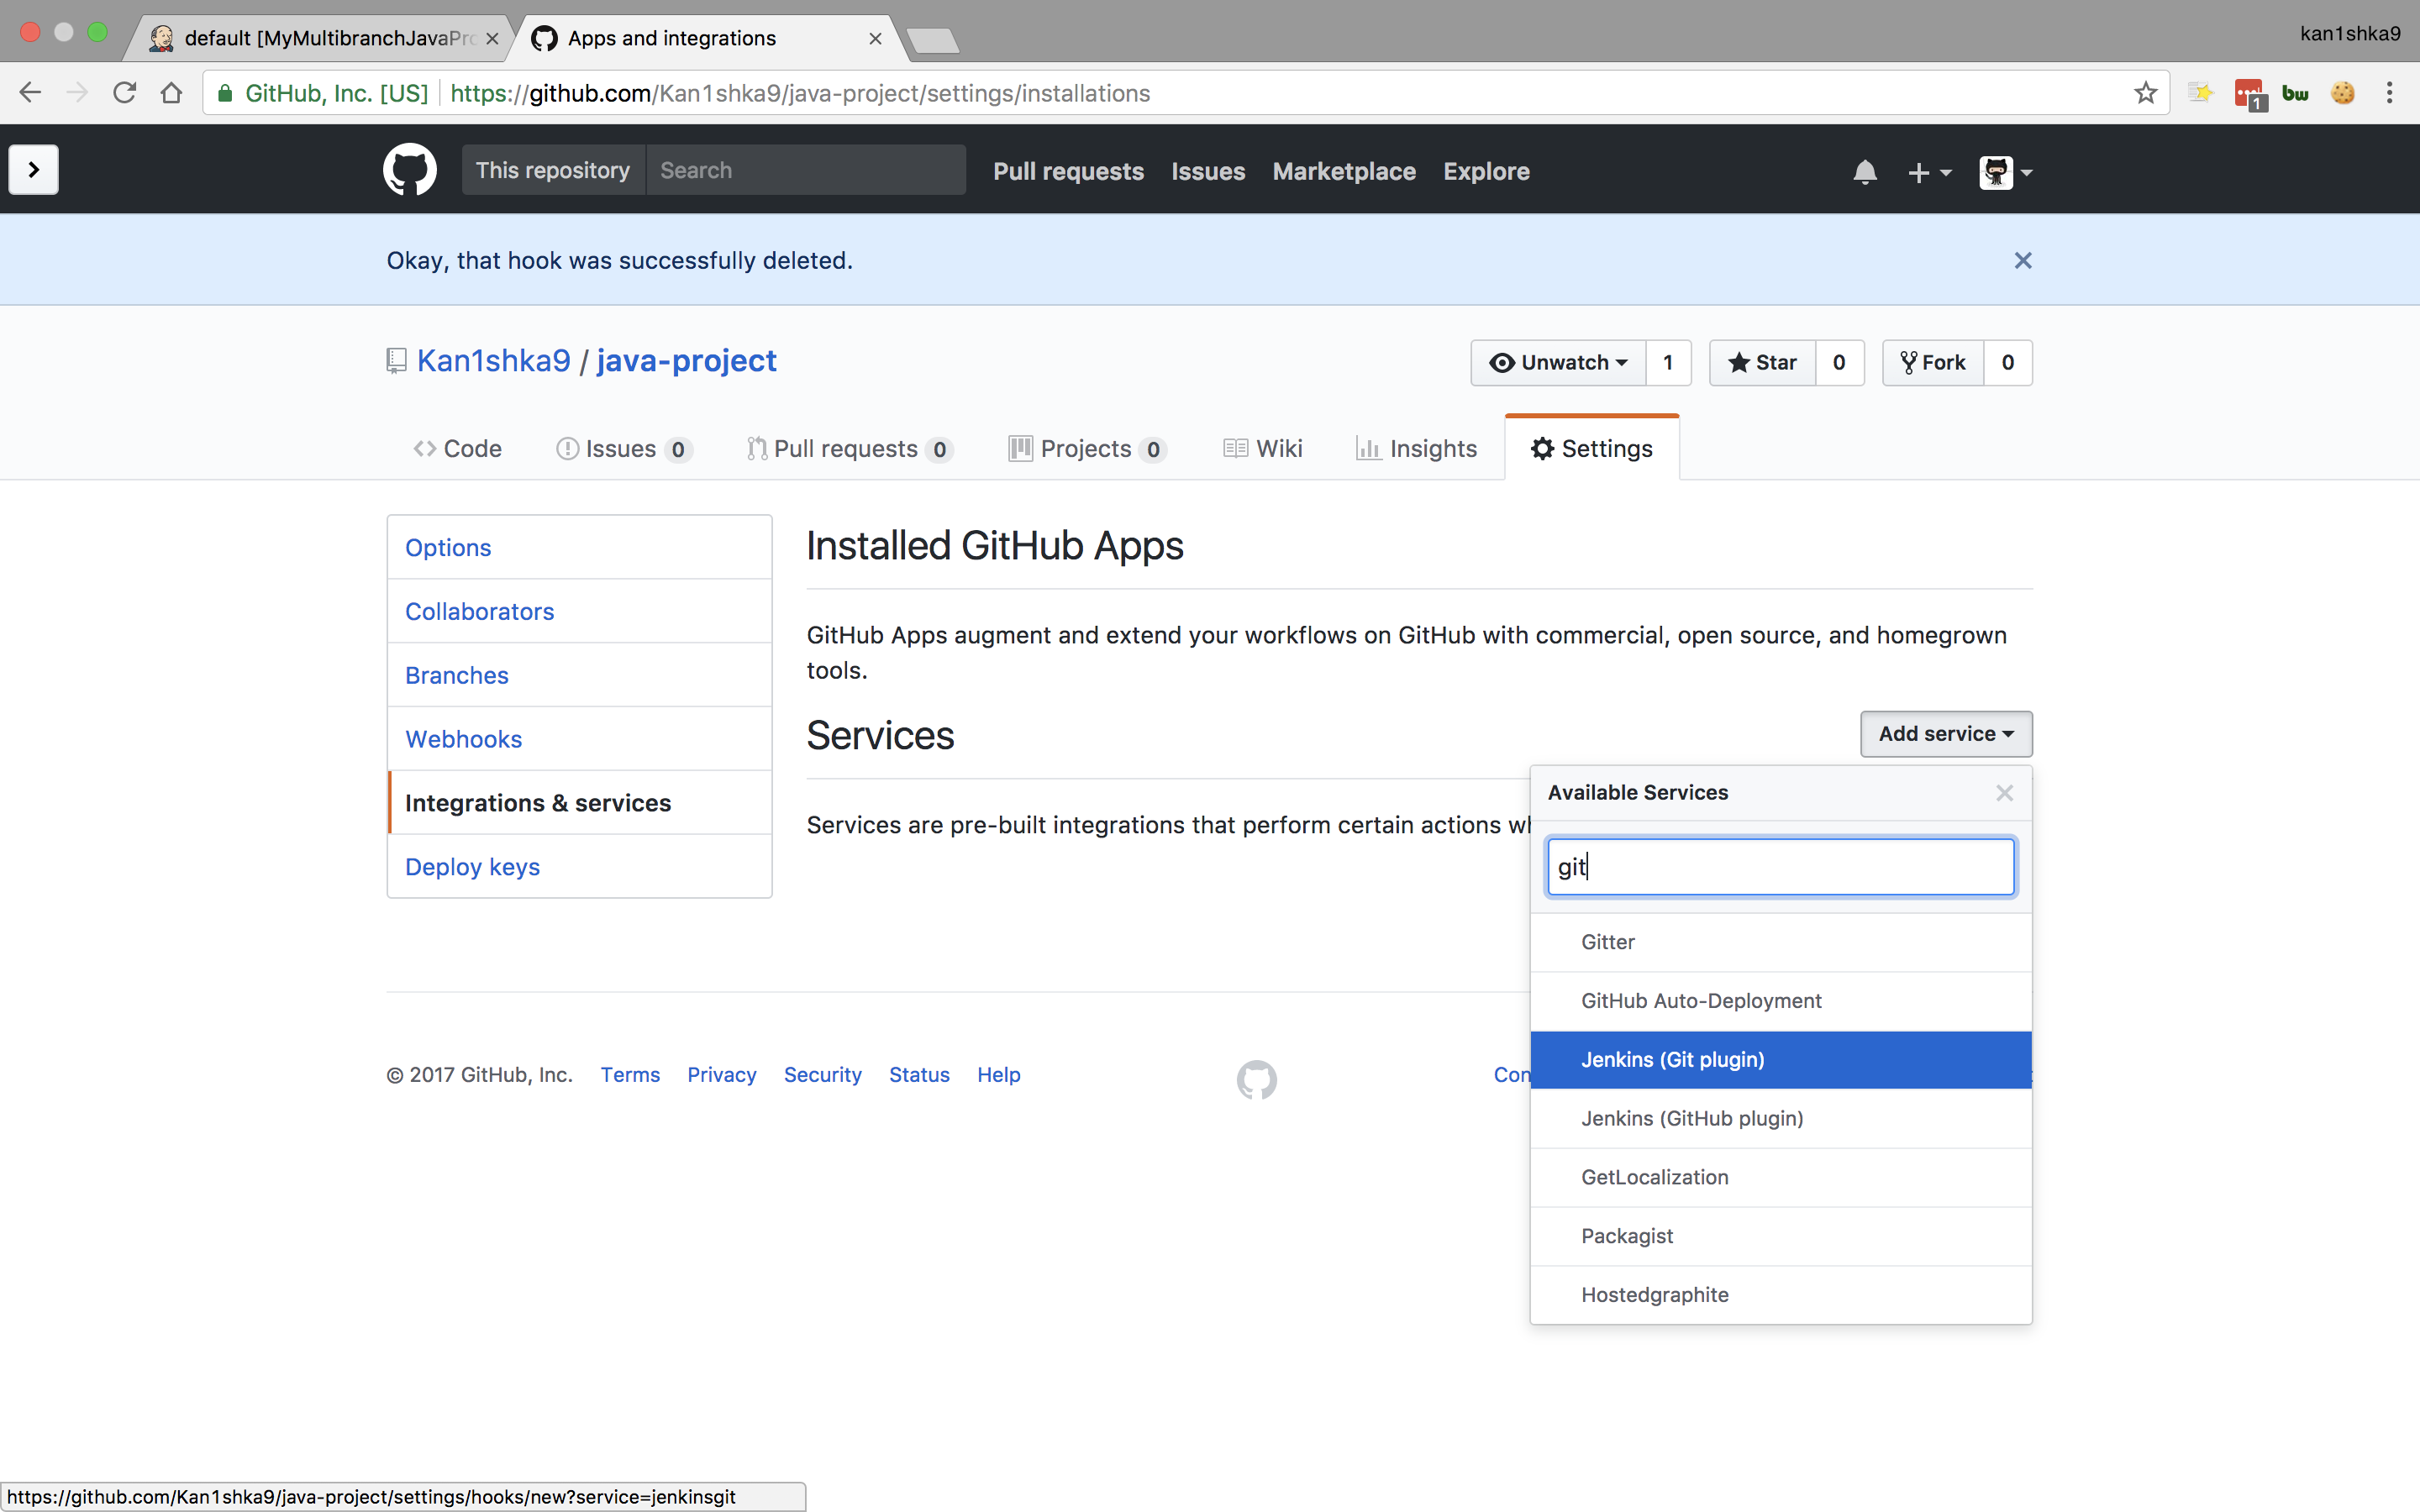 default [MyMultibranchJavaPro
Apps and integrations
kan1shka9
GitHub, Inc. [US]
https://github.com/Kan1shka9/java-project/settings/installations
1
bw
This repository
Search
Pull requests
Issues
Marketplace
Explore
Okay, that hook was successfully deleted.
Kan1shka9 / java-project
Unwatch
1
Star
0
Fork
0
Code
Issues 0
Pull requests 0
Projects 0
Wiki
Insights
Settings
Options
Collaborators
Branches
Webhooks
Integrations & services
Deploy keys
Installed GitHub Apps
GitHub Apps augment and extend your workflows on GitHub with commercial, open source, and homegrown
tools.
Services
Add service
Services are pre-built integrations that perform certain actions wh
Available Services
git
Gitter
GitHub Auto-Deployment
Jenkins (Git plugin)
Jenkins (GitHub plugin)
GetLocalization
Packagist
Hostedgraphite
© 2017 GitHub, Inc.
Terms
Privacy
Security
Status
Help
Con
https://github.com/Kan1shka9/java-project/settings/hooks/new?service=jenkinsgit